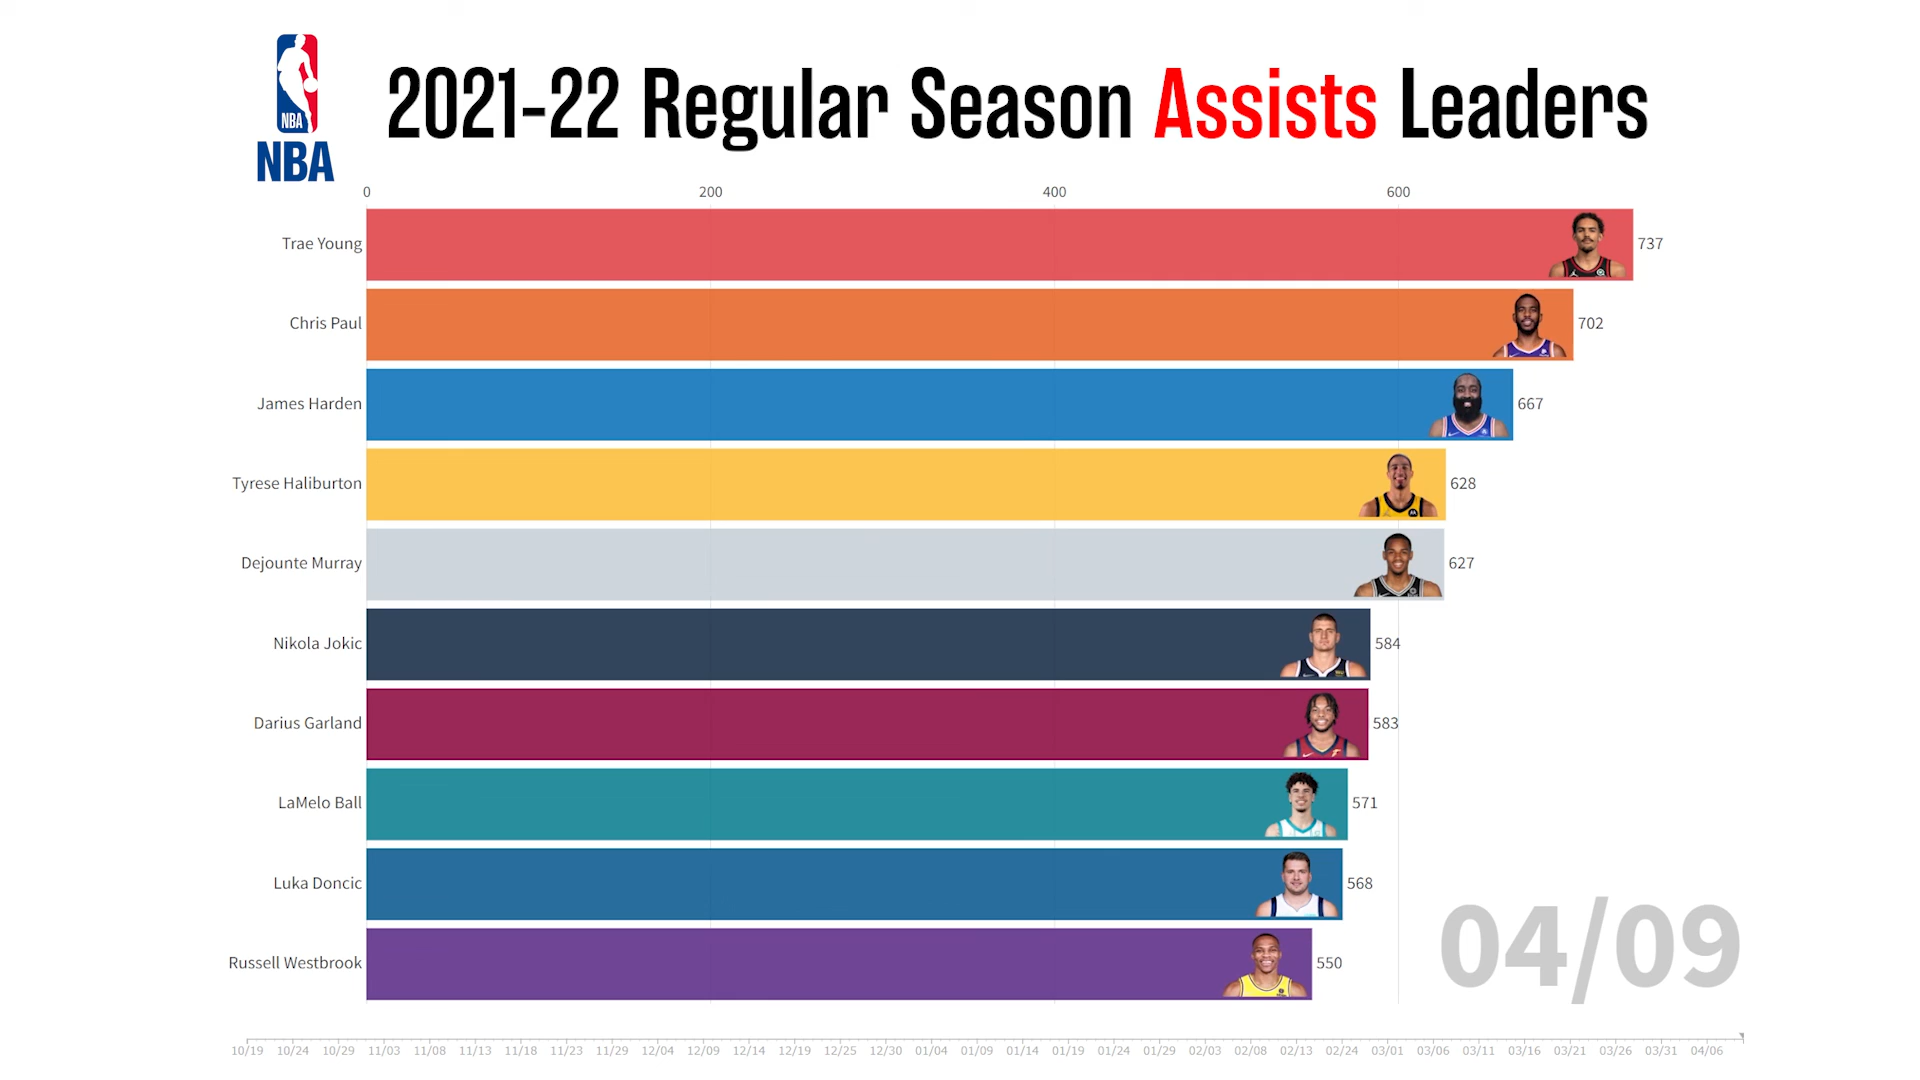 NBA
NBA
2021-22 Regular Season Assists Leaders
0 200 400 600
Trae Young 737
Chris Paul 702
James Harden 667
Tyrese Haliburton 628
Dejounte Murray 627
Nikola Jokic 584
Darius Garland 583
LaMelo Ball 571
Luka Doncic 568
Russell Westbrook 550
04/09
10/19 10/24 10/29 11/03 11/08 11/13 11/18 11/23 11/29 12/04 12/09 12/14 12/19 12/25 12/30 01/04 01/09 01/14 01/19 01/24 01/29 02/03 02/08 02/13 02/24 03/01 03/06 03/11 03/16 03/21 03/26 03/31 04/06